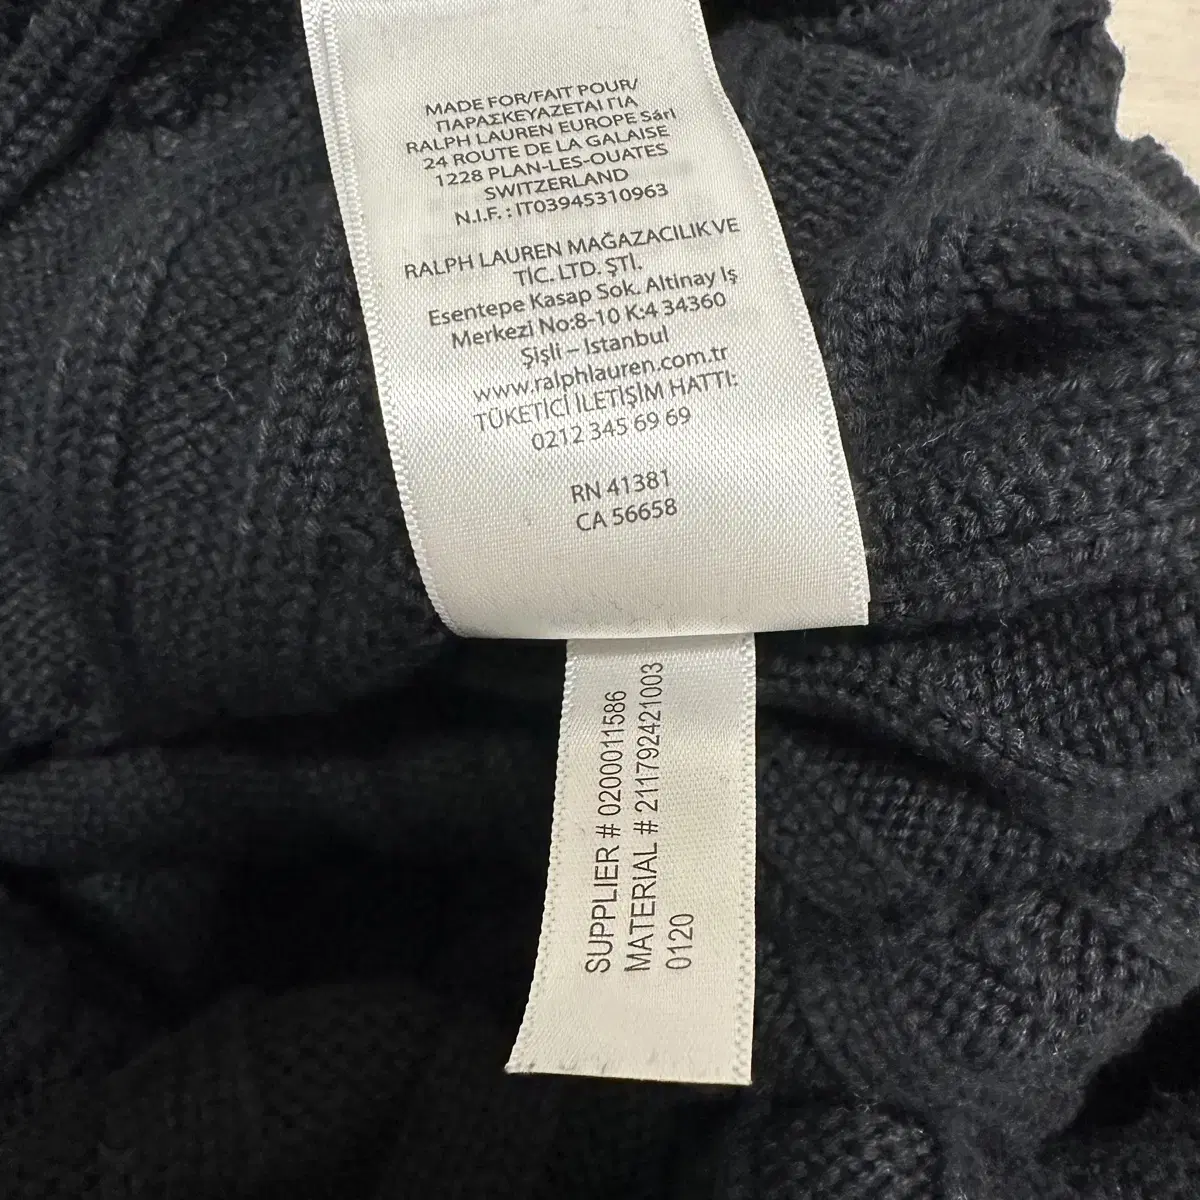 MADE FOR/FAIT POUR/
ΠΑΡΑΣΚΕΥΑΖΕΤΑΙ ΓΙΑ
RALPH LAUREN EUROPE Sárl
24 ROUTE DE LA GALAISE
1228 PLAN-LES-OUATES
SWITZERLAND
N.I.F. : IT03945310963
RALPH LAUREN MAĞAZACILIK VE
TİC. LTD. ŞTİ.
Esentepe Kasap Sok. Altinay Iş
Merkezi No:8-10 K:4 34360
Şişli – Istanbul
www.ralphlauren.com.tr
TÜKETİCİ İLETİŞİM HATTI:
0212 345 69 69
RN 41381
CA 56658
SUPPLIER # 0200011586
MATERIAL # 211792421003
0120